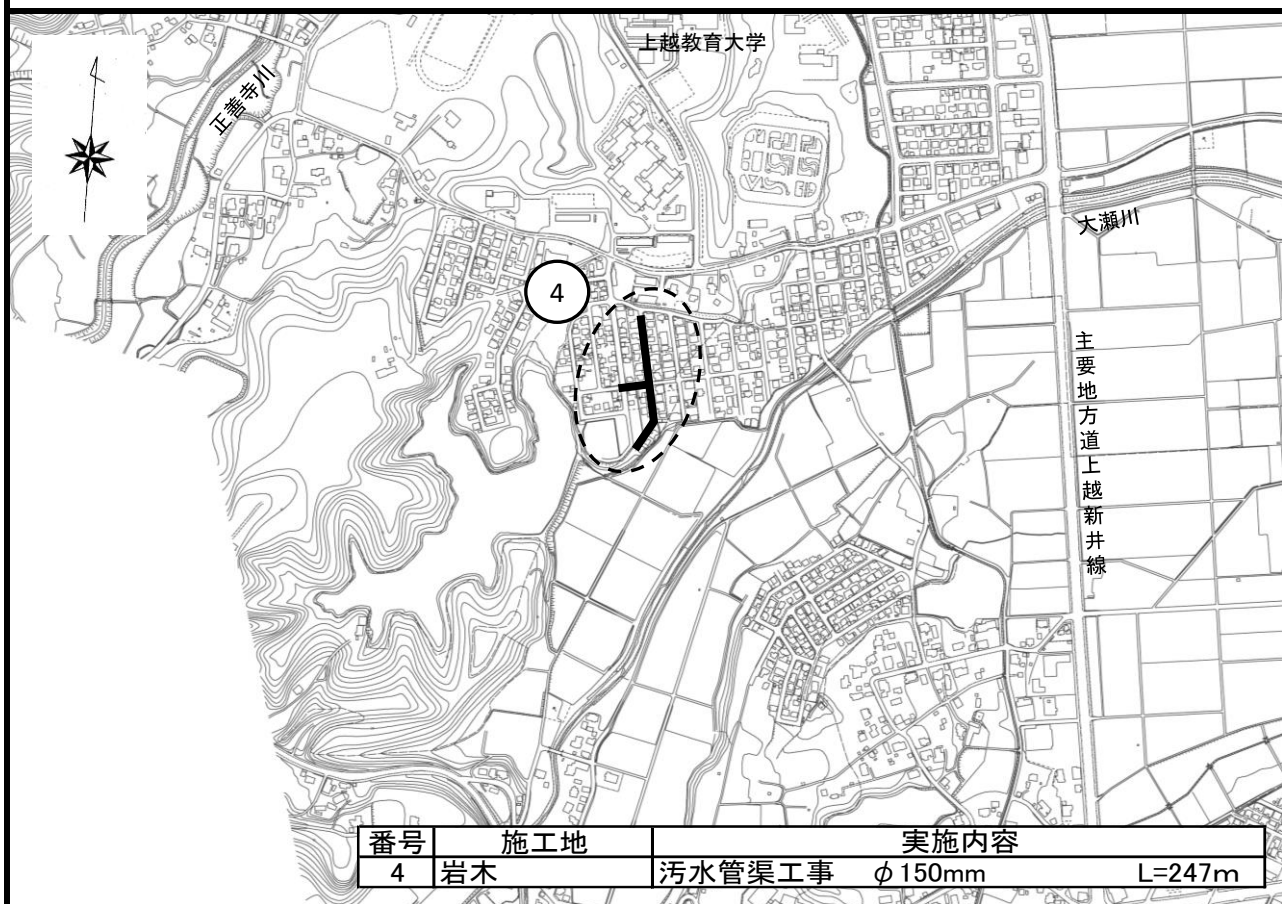 上越教育大学
正善寺川
大瀬川
4
主要地方道上越新井線
番号 施工地 実施内容
4 岩木 汚水管渠工事 φ150mm L=247m